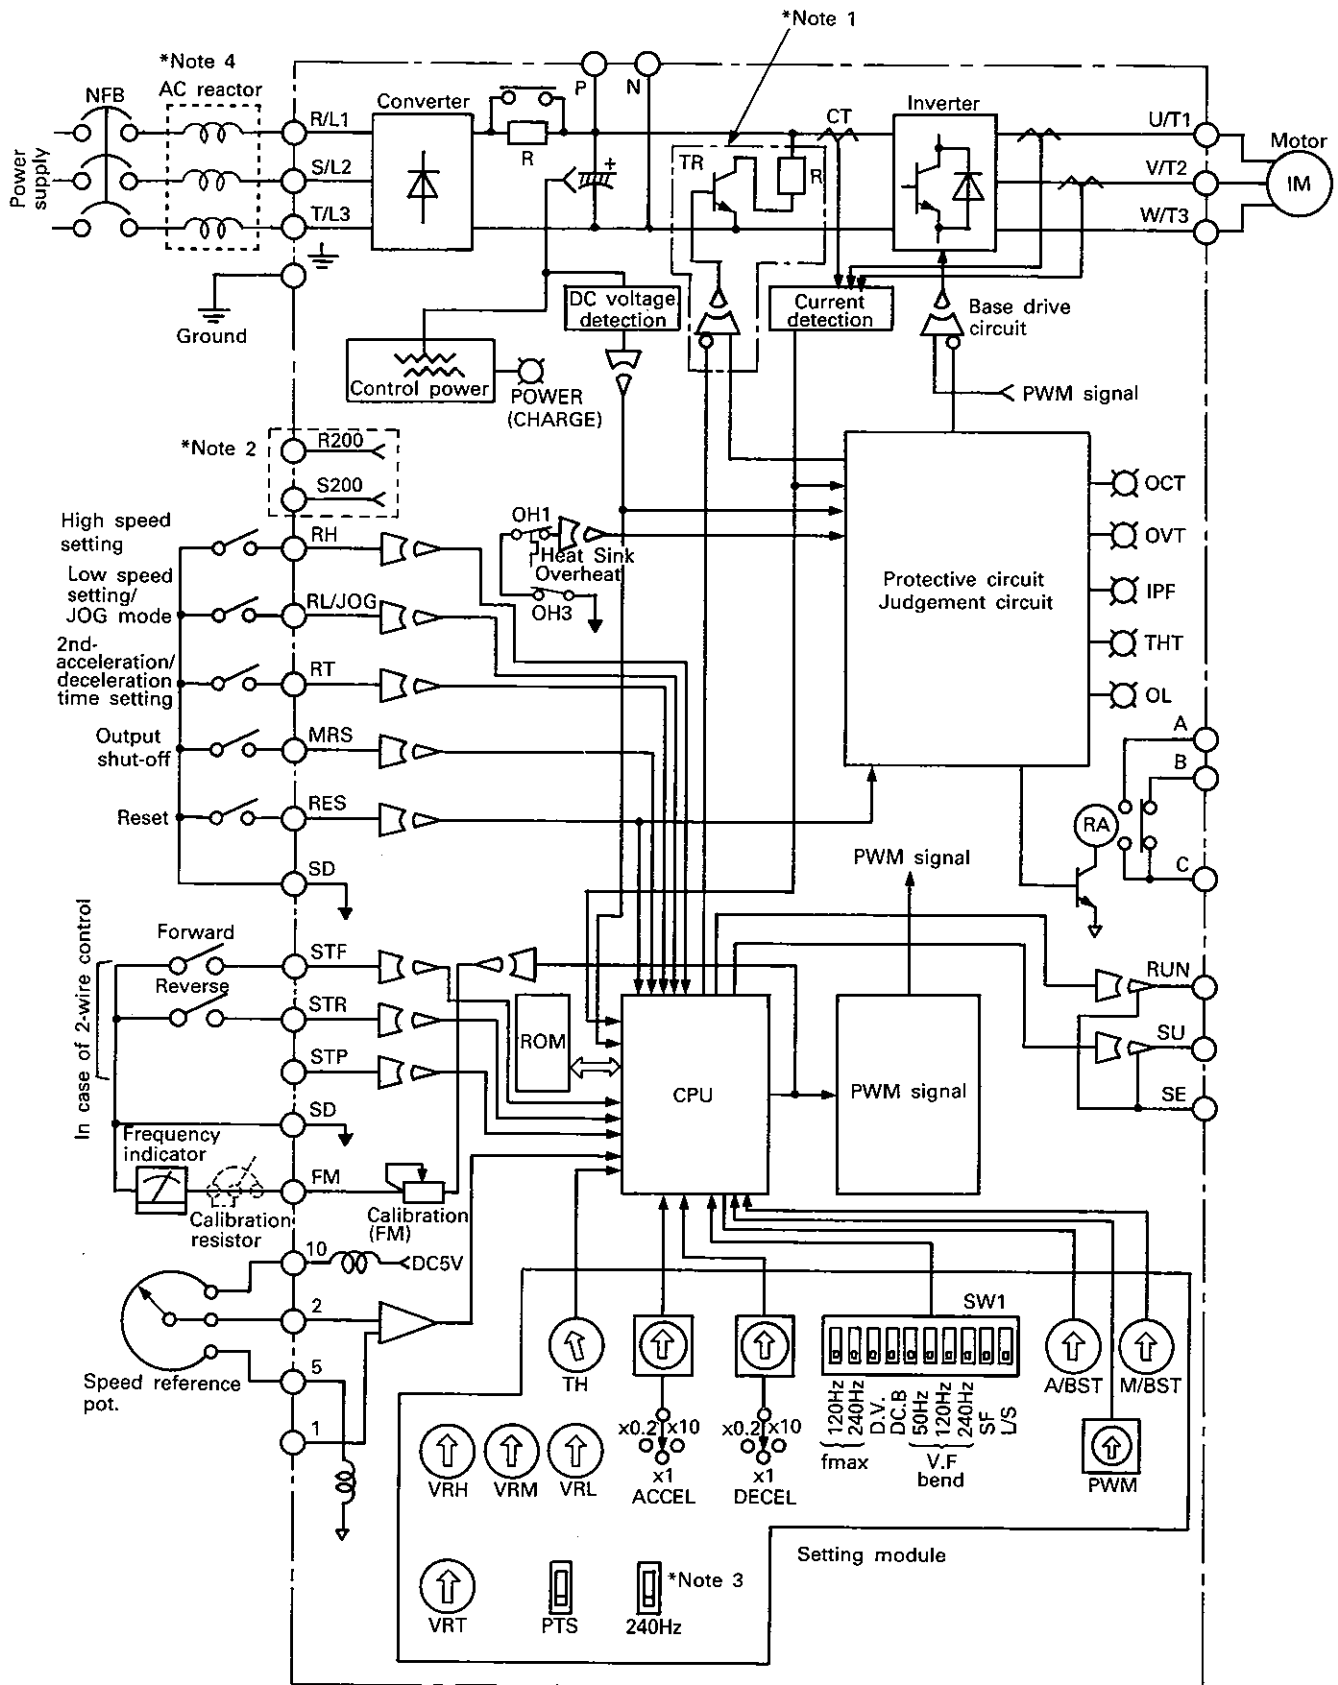 *Note 1
*Note 4
AC reactor
NFB
Power
supply
R/L1
S/L2
T/L3
Ground
Converter
R
P
N
+
TR
R
CT
Inverter
U/T1
V/T2
W/T3
Motor
IM
DC voltage
detection
Current
detection
Base drive
circuit
Control power
POWER
(CHARGE)
PWM signal
*Note 2
R200
S200
High speed
setting
RH
Low speed
setting/
JOG mode
RL/JOG
2nd-
acceleration/
deceleration
time setting
RT
Output
shut-off
MRS
Reset
RES
SD
OH1
Heat Sink
Overheat
OH3
Protective circuit
Judgement circuit
OCT
OVT
IPF
THT
OL
A
B
C
RA
PWM signal
In case of 2-wire control
Forward
STF
Reverse
STR
STP
SD
ROM
CPU
PWM signal
RUN
SU
SE
Frequency
indicator
FM
Calibration
resistor
Calibration
(FM)
10
DC5V
2
5
1
Speed reference
pot.
TH
x0.2
x10
x1
ACCEL
x0.2
x10
x1
DECEL
SW1
120Hz
240Hz
D.V.
DC.B
50Hz
120Hz
240Hz
SF
L/S
fmax
V.F
bend
A/BST
M/BST
PWM
VRH
VRM
VRL
Setting module
VRT
PTS
*Note 3
240Hz